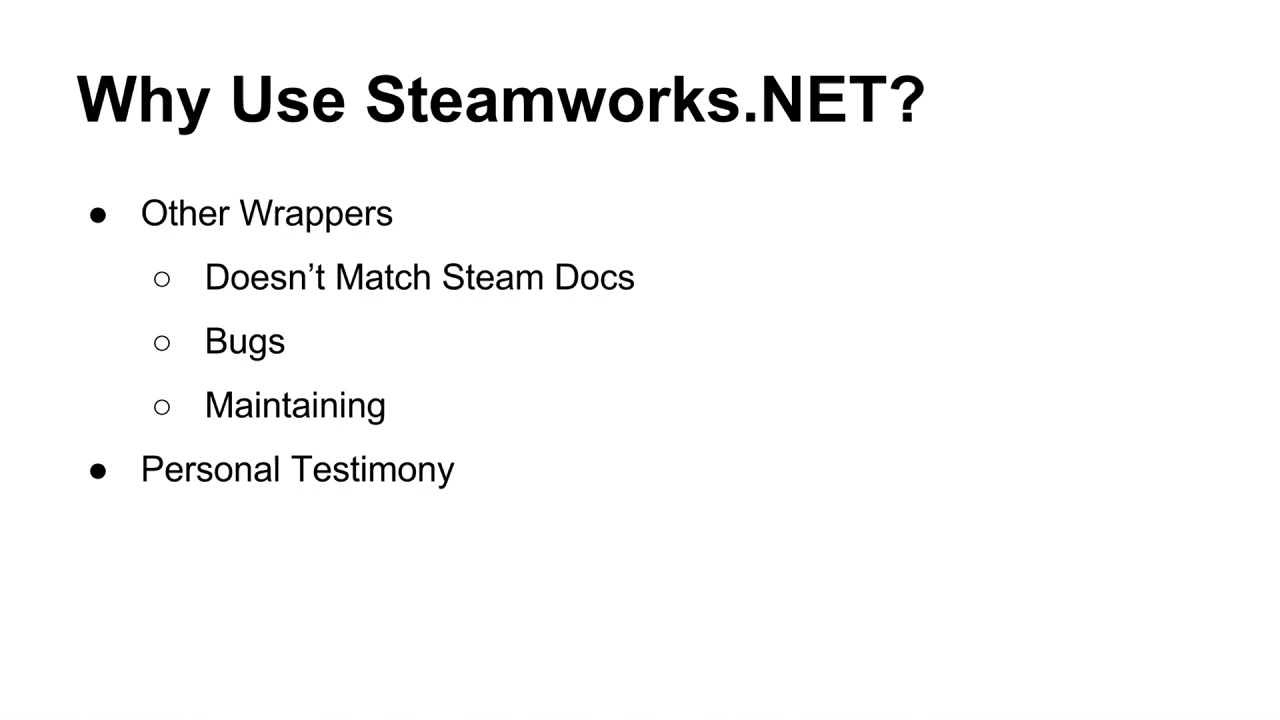 Why Use Steamworks.NET?
● Other Wrappers
○ Doesn’t Match Steam Docs
○ Bugs
○ Maintaining
● Personal Testimony